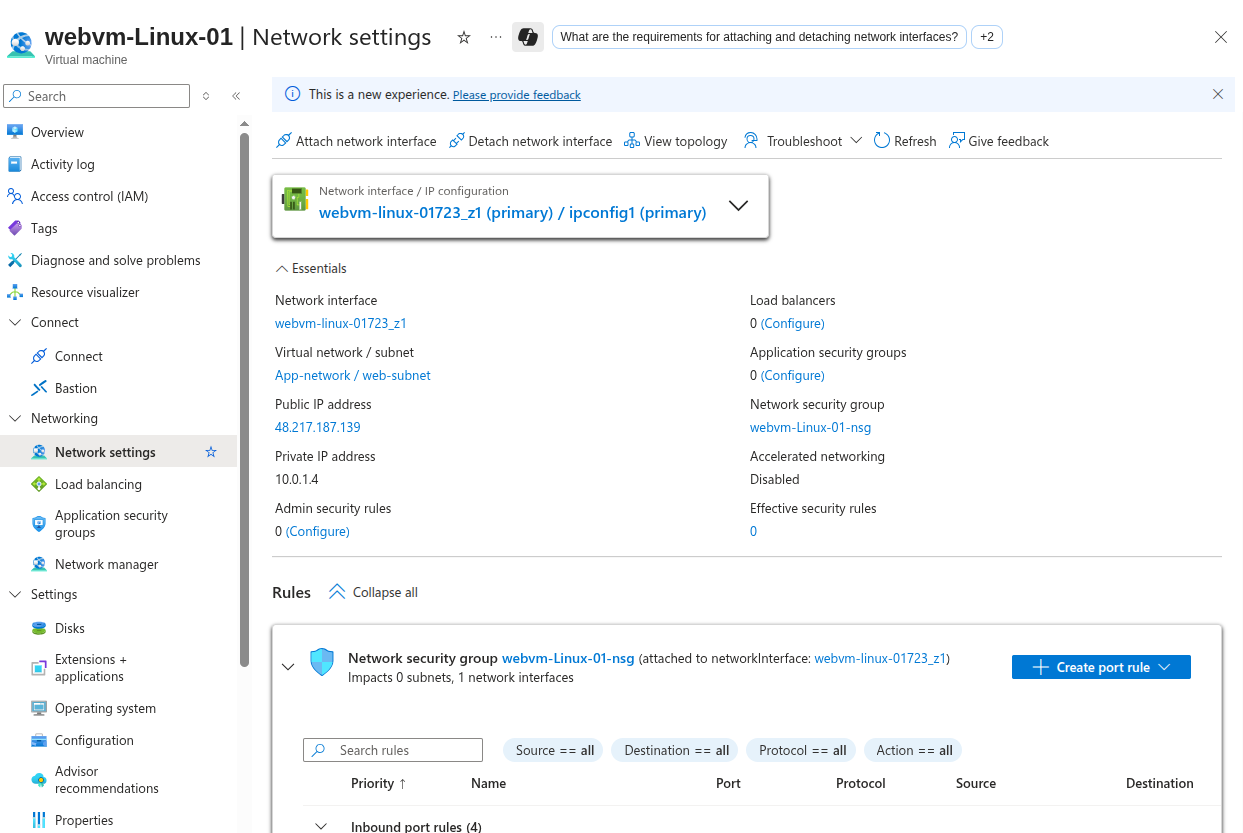 webvm-Linux-01 | Network settings
Virtual machine
What are the requirements for attaching and detaching network interfaces?
+2
Search
Overview
Activity log
Access control (IAM)
Tags
Diagnose and solve problems
Resource visualizer
Connect
Connect
Bastion
Networking
Network settings
Load balancing
Application security
groups
Network manager
Settings
Disks
Extensions +
applications
Operating system
Configuration
Advisor
recommendations
Properties
This is a new experience. Please provide feedback
Attach network interface
Detach network interface
View topology
Troubleshoot
Refresh
Give feedback
Network interface / IP configuration
webvm-linux-01723_z1 (primary) / ipconfig1 (primary)
Essentials
Network interface
webvm-linux-01723_z1
Virtual network / subnet
App-network / web-subnet
Public IP address
48.217.187.139
Private IP address
10.0.1.4
Admin security rules
0 (Configure)
Load balancers
0 (Configure)
Application security groups
0 (Configure)
Network security group
webvm-Linux-01-nsg
Accelerated networking
Disabled
Effective security rules
0
Rules
Collapse all
Network security group webvm-Linux-01-nsg (attached to networkInterface: webvm-linux-01723_z1)
Impacts 0 subnets, 1 network interfaces
Create port rule
Search rules
Source == all
Destination == all
Protocol == all
Action == all
Priority ↑
Name
Port
Protocol
Source
Destination
Inbound port rules (4)